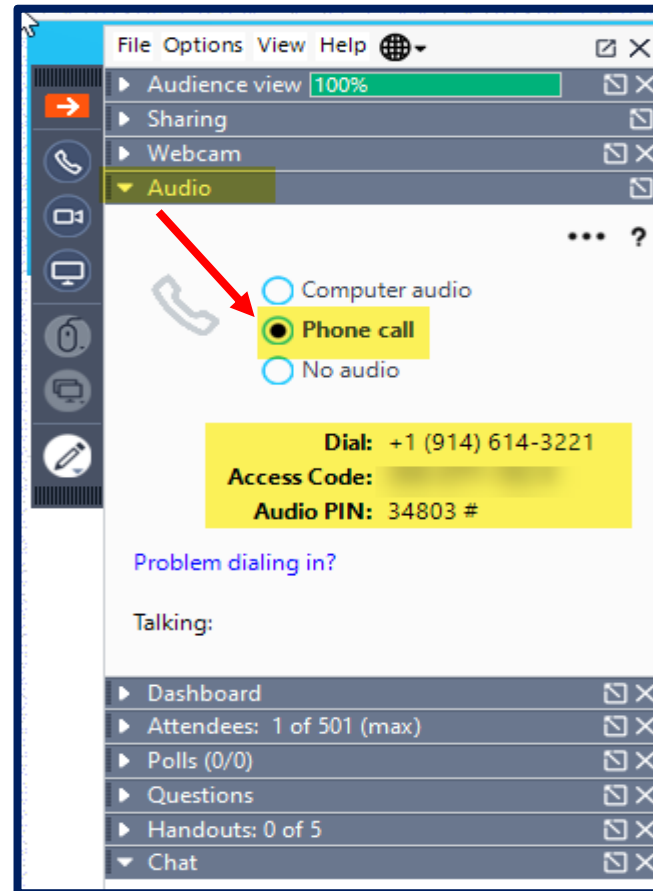 File Options View Help
Audience view 100%
Sharing
Webcam
Audio
••• ?
Computer audio
Phone call
No audio
Dial: +1 (914) 614-3221
Access Code:
Audio PIN: 34803 #
Problem dialing in?
Talking:
Dashboard
Attendees: 1 of 501 (max)
Polls (0/0)
Questions
Handouts: 0 of 5
Chat